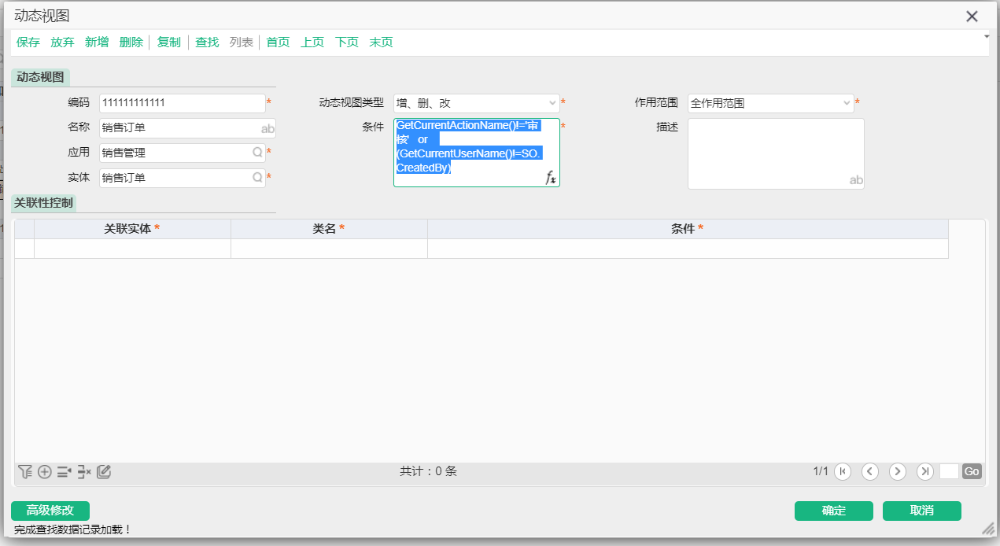 动态视图
保存 放弃 新增 删除 复制 查找 列表 首页 上页 下页 末页
动态视图
编码 111111111111 * 动态视图类型 增、删、改 * 作用范围 全作用范围 *
名称 销售订单 ab 条件 GetCurrentActionName()!='审 * 描述
核' or
应用 销售管理 * (GetCurrentUserName()!=SO.
CreatedBy)
实体 销售订单 * fx ab
关联性控制
关联实体 * 类名 * 条件 *
共计：0 条 1/1 Go
高级修改 确定 取消
完成查找数据记录加载！